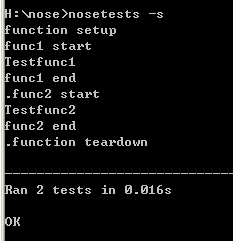 H:\nose>nosetests -s
function setup
func1 start
Testfunc1
func1 end
.func2 start
Testfunc2
func2 end
.function teardown
----------------------------
Ran 2 tests in 0.016s
OK